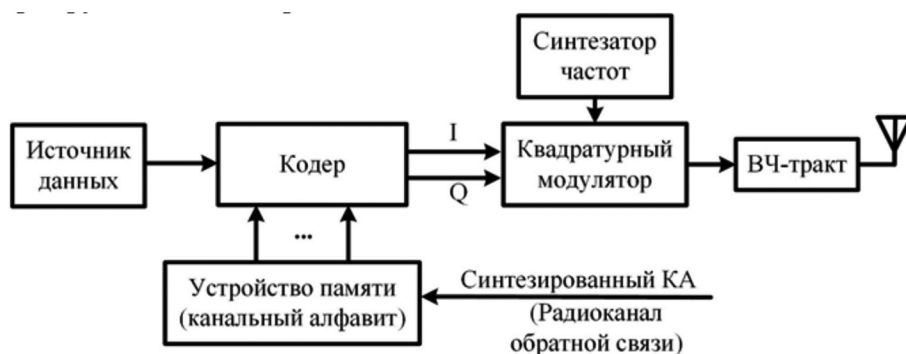 Синтезатор
частот
Источник
данных
Кодер
I
Q
Квадратурный
модулятор
ВЧ-тракт
...
Устройство памяти
(канальный алфавит)
Синтезированный КА
(Радиоканал
обратной связи)